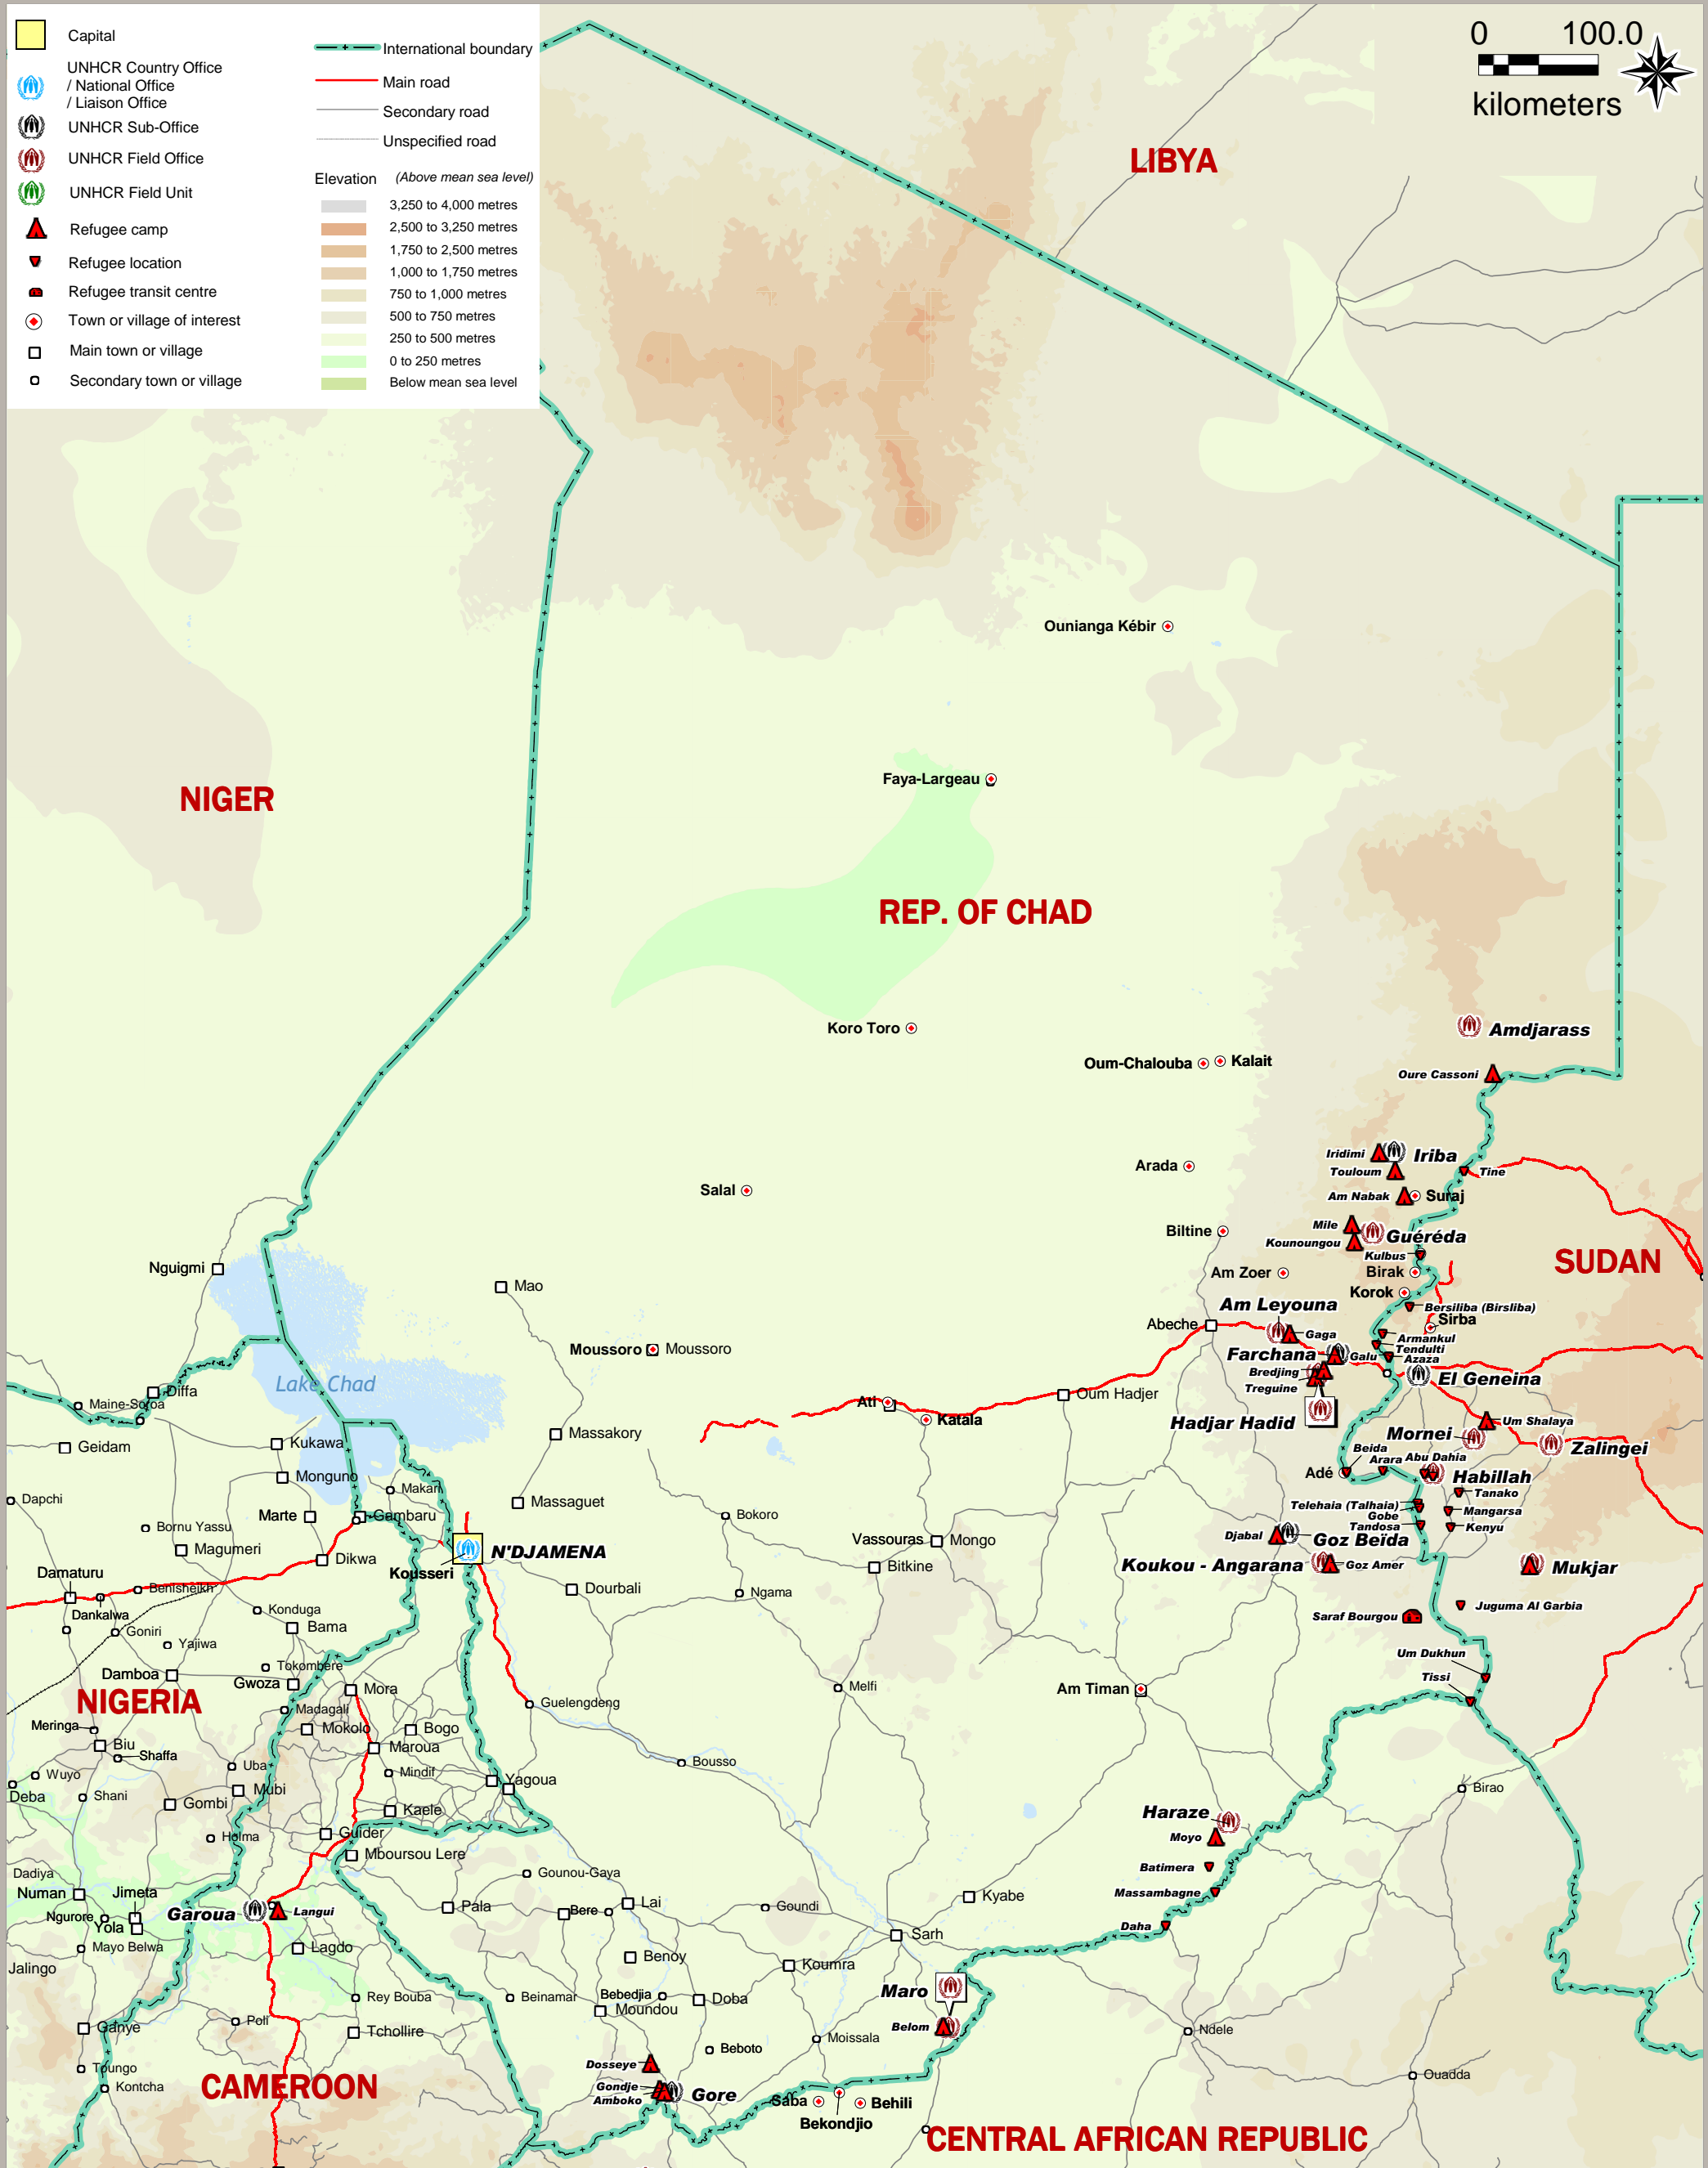 Capital
UNHCR Country Office
/ National Office
/ Liaison Office
UNHCR Sub-Office
UNHCR Field Office
UNHCR Field Unit
Refugee camp
Refugee location
Refugee transit centre
Town or village of interest
Main town or village
Secondary town or village
International boundary
Main road
Secondary road
Unspecified road
Elevation (Above mean sea level)
3,250 to 4,000 metres
2,500 to 3,250 metres
1,750 to 2,500 metres
1,000 to 1,750 metres
750 to 1,000 metres
500 to 750 metres
250 to 500 metres
0 to 250 metres
Below mean sea level
0 100.0
kilometers
LIBYA
Ounianga Kébir
Faya-Largeau
NIGER
REP. OF CHAD
Koro Toro
Amdjarass
Oum-Chalouba
Kalait
Oure Cassoni
Iridimi
Iriba
Touloum
Tine
Arada
Am Nabak
Suraj
Salal
Mile
Biltine
Guéréda
Kounoungou
Kulbus
SUDAN
Nguigmi
Am Zoer
Birak
Mao
Korok
Am Leyouna
Bersiliba (Birsliba)
Sirba
Abeche
Gaga
Armankul
Tendulti
Moussoro
Moussoro
Farchana
Galu
Azaza
Bredjing
El Geneina
Treguine
Lake Chad
Diffa
Oum Hadjer
Maine-Soroa
Ati
Katala
Hadjar Hadid
Um Shalaya
Mornei
Zalingei
Massakory
Kukawa
Geidam
Beida
Arara
Abu Dahia
Adé
Habillah
Monguno
Makari
Tanako
Dapchi
Massaguet
Telehaia (Talhaia)
Mangarsa
Gobe
Marte
Gambaru
Bokoro
Tandosa
Kenyu
Bornu Yassu
Djabal
Goz Beïda
Vassouras
Mongo
Magumeri
N'DJAMENA
Dikwa
Bitkine
Koukou - Angarana
Goz Amer
Mukjar
Kousseri
Damaturu
Benisheikh
Dourbali
Ngama
Dankalwa
Konduga
Juguma Al Garbia
Saraf Bourgou
Bama
Goniri
Yajiwa
Um Dukhun
Tokombere
Damboa
Tissi
Gwoza
Mora
Am Timan
Melfi
NIGERIA
Guelengdeng
Madagali
Meringa
Mokolo
Bogo
Biu
Maroua
Shaffa
Bousso
Uba
Mindif
Wuyo
Yagoua
Deba
Mubi
Birao
Shani
Gombi
Kaele
Haraze
Guider
Moyo
Holma
Mboursou Lere
Batimera
Dadiya
Gounou-Gaya
Numan
Jimeta
Massambagne
Kyabe
Lai
Pala
Goundi
Bere
Garoua
Langui
Ngurore
Yola
Daha
Sarh
Mayo Belwa
Lagdo
Benoy
Jalingo
Koumra
Maro
Bebedjia
Rey Bouba
Beinamar
Doba
Moundou
Poli
Belom
Ganye
Tchollire
Ndele
Moissala
Beboto
Dosseye
Toungo
Ouadda
CAMEROON
Kontcha
Gondje
Gore
Amboko
Saba
Behili
Bekondjio
CENTRAL AFRICAN REPUBLIC